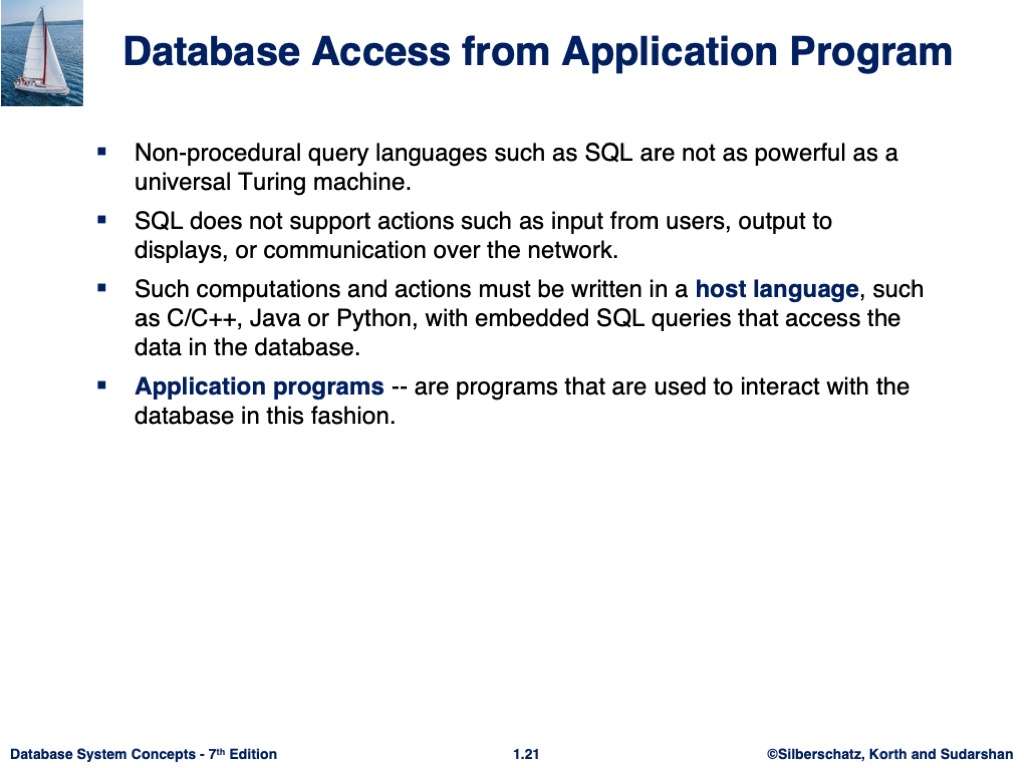 Database Access from Application Program
▪ Non-procedural query languages such as SQL are not as powerful as a
universal Turing machine.
▪ SQL does not support actions such as input from users, output to
displays, or communication over the network.
▪ Such computations and actions must be written in a host language, such
as C/C++, Java or Python, with embedded SQL queries that access the
data in the database.
▪ Application programs -- are programs that are used to interact with the
database in this fashion.
Database System Concepts - 7th Edition
1.21
©Silberschatz, Korth and Sudarshan